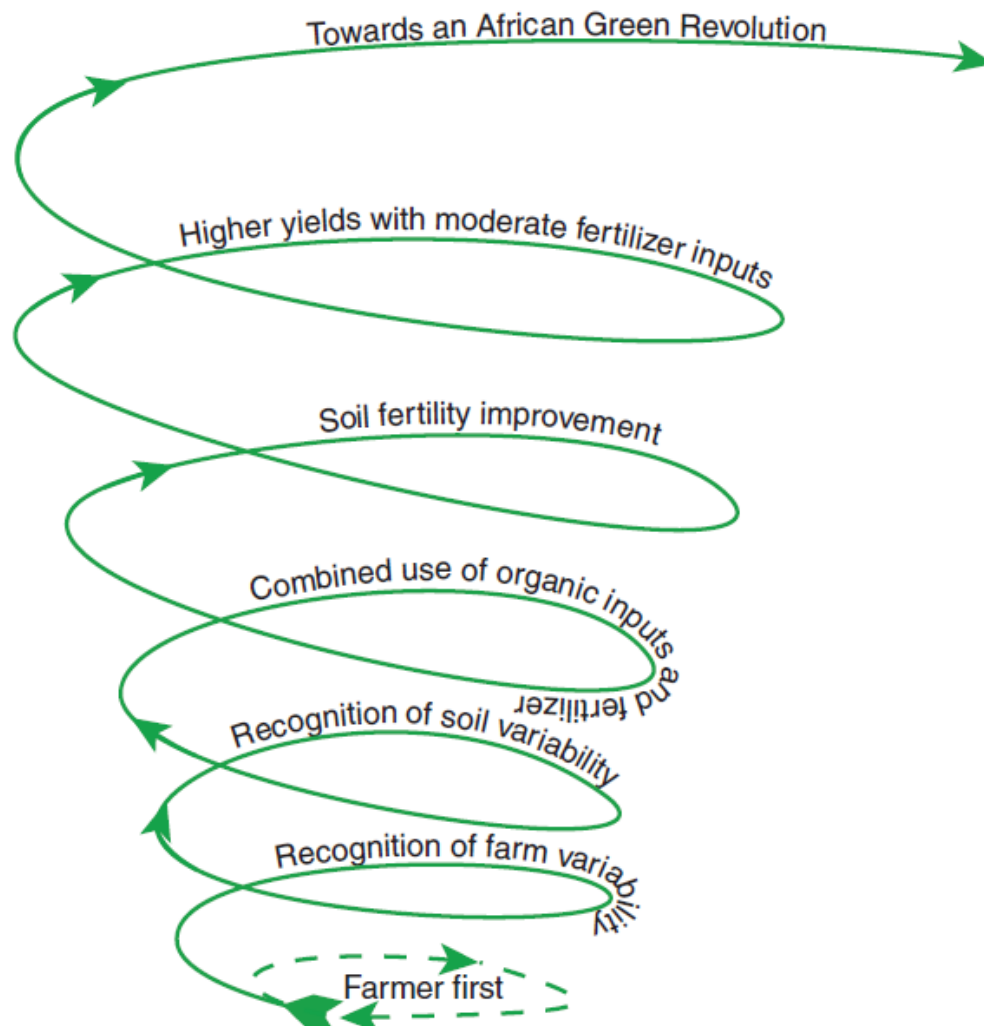 Towards an African Green Revolution
Higher yields with moderate fertilizer inputs
Soil fertility improvement
Combined use of organic inputs and fertilizer
Recognition of soil variability
Recognition of farm variability
Farmer first